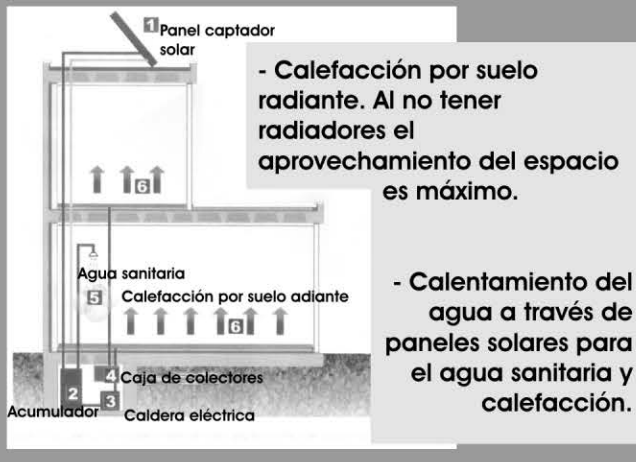 1 Panel captador
solar
- Calefacción por suelo
radiante. Al no tener
radiadores el
aprovechamiento del espacio
es máximo.
6
Agua sanitaria
5 Calefacción por suelo adiante
6
- Calentamiento del
agua a través de
paneles solares para
el agua sanitaria y
calefacción.
4 Caja de colectores
2
3
Acumulador
Caldera eléctrica